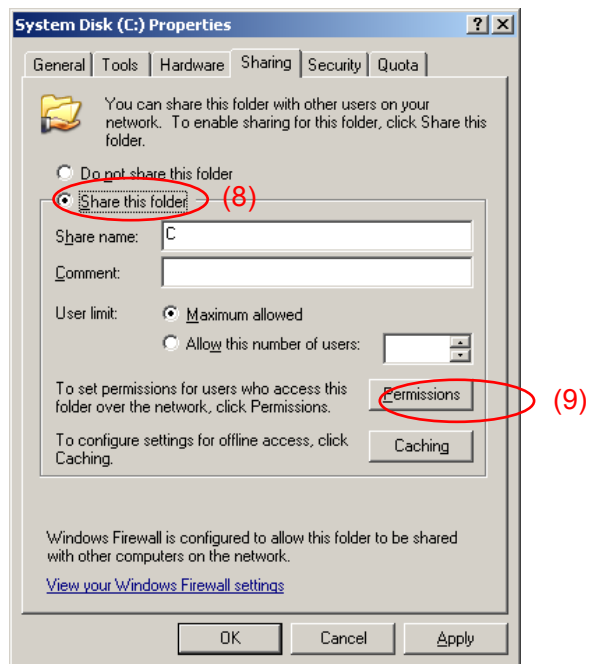 System Disk (C:) Properties
General Tools Hardware Sharing Security Quota
You can share this folder with other users on your
network. To enable sharing for this folder, click Share this
folder.
Do not share this folder
Share this folder (8)
Share name: C
Comment:
User limit: Maximum allowed
Allow this number of users:
To set permissions for users who access this
folder over the network, click Permissions.
Permissions (9)
To configure settings for offline access, click
Caching.
Caching
Windows Firewall is configured to allow this folder to be shared
with other computers on the network.
View your Windows Firewall settings
OK Cancel Apply